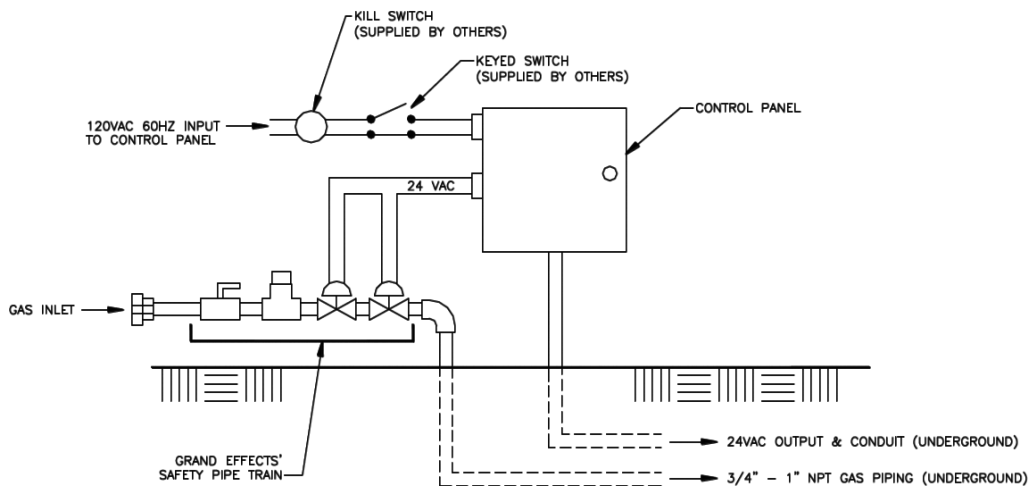 KILL SWITCH
(SUPPLIED BY OTHERS)
KEYED SWITCH
(SUPPLIED BY OTHERS)
CONTROL PANEL
120VAC 60HZ INPUT
TO CONTROL PANEL
24 VAC
GAS INLET
24VAC OUTPUT & CONDUIT (UNDERGROUND)
GRAND EFFECTS'
SAFETY PIPE TRAIN
3/4" - 1" NPT GAS PIPING (UNDERGROUND)